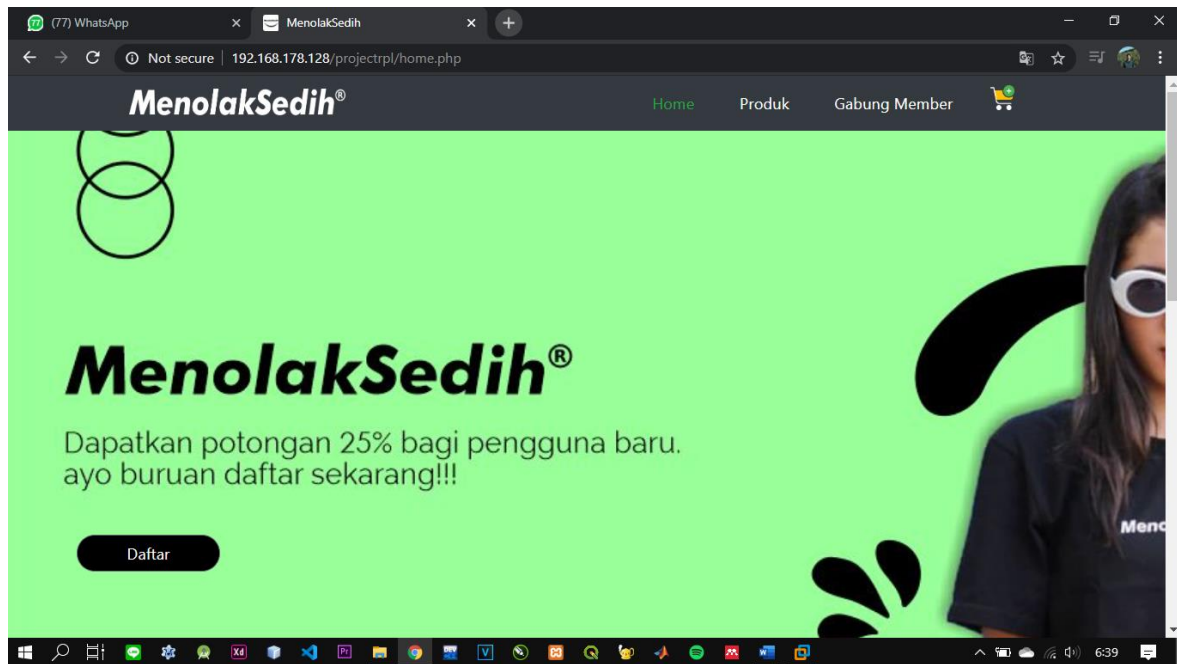 (77) WhatsApp
MenolakSedih
Not secure | 192.168.178.128/projectrpl/home.php
MenolakSedih®
Home
Produk
Gabung Member
MenolakSedih®
Dapatkan potongan 25% bagi pengguna baru.
ayo buruan daftar sekarang!!!
Daftar
Meno
6:39